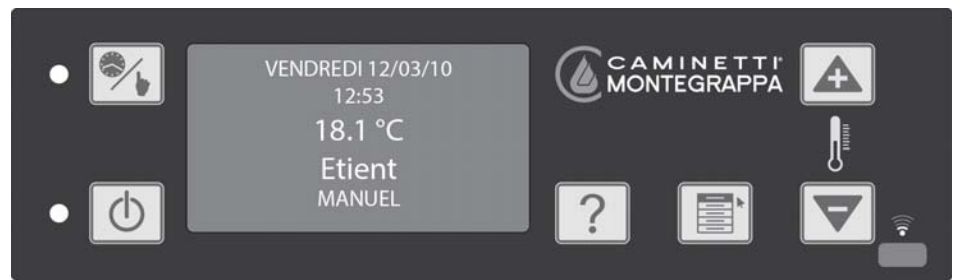 VENDREDI 12/03/10
12:53
18.1 °C
Etient
MANUEL
CAMINETTI
MONTEGRAPPA
?